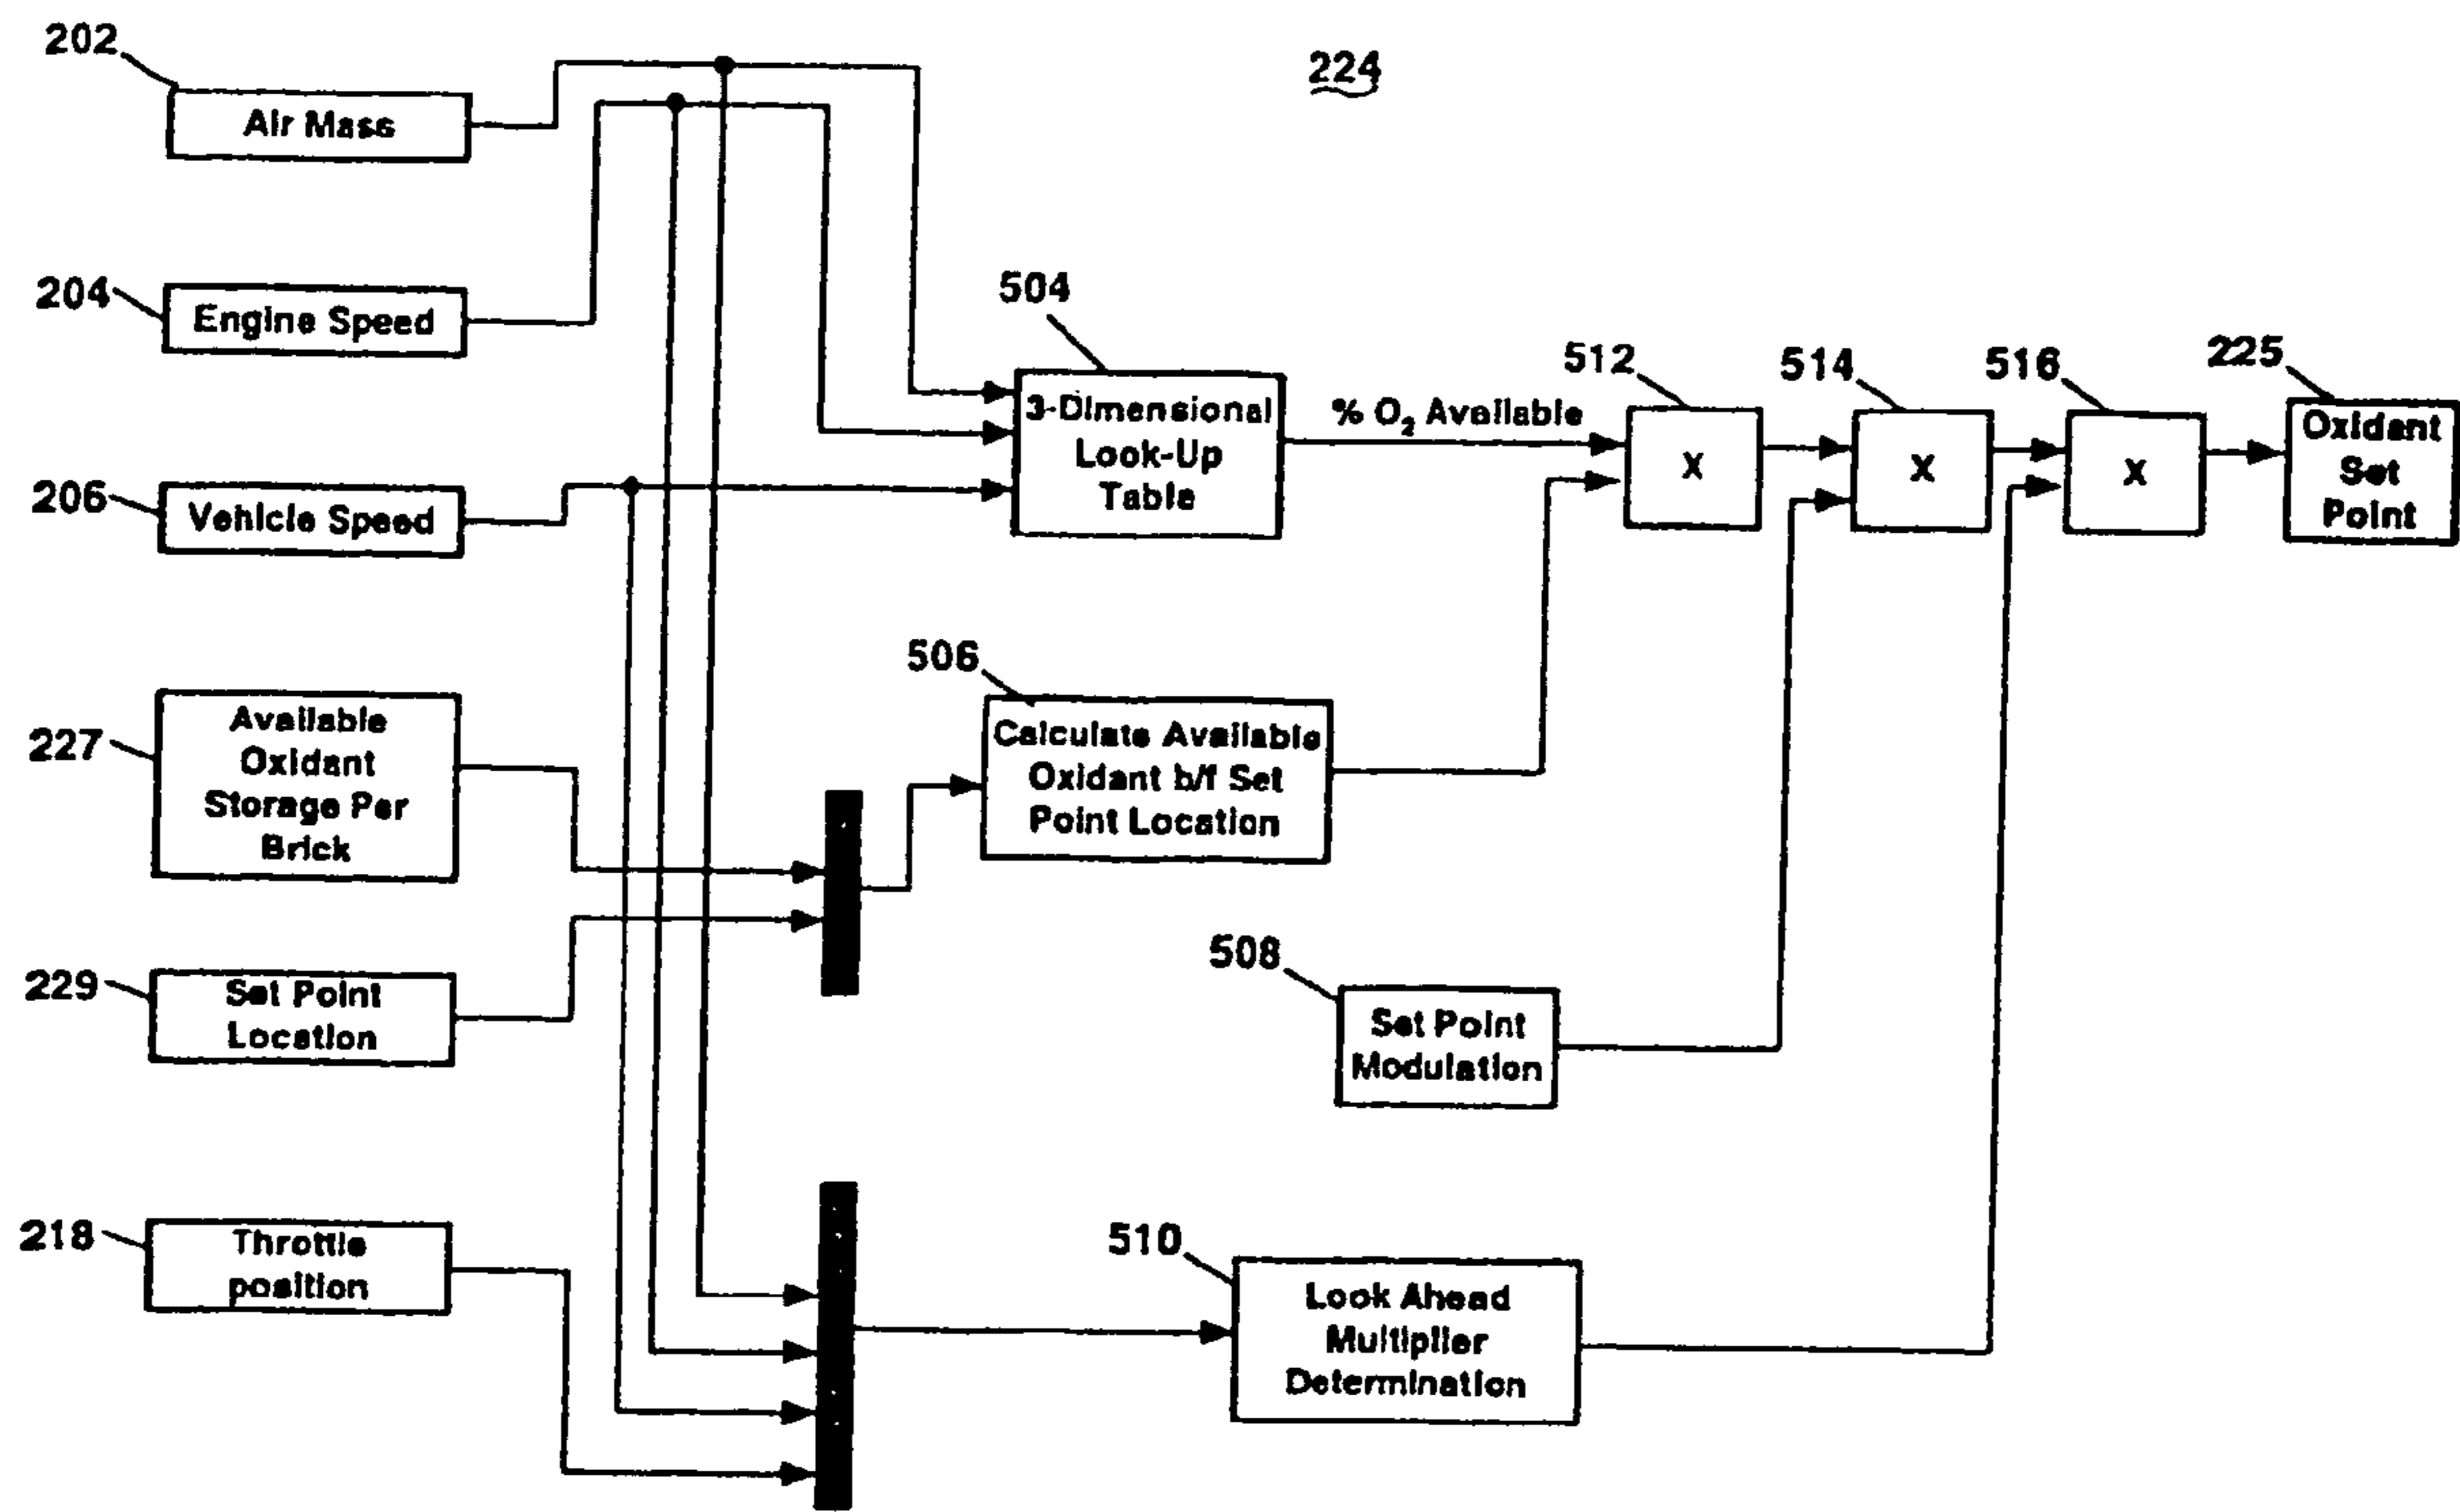 202
Air Mass
224
204
Engine Speed
504
3-Dimensional
Look-Up
Table
% O₂ Available
512
X
514
X
516
X
225
Oxidant
Set
Point
206
Vehicle Speed
227
Available
Oxidant
Storage Per
Brick
506
Calculate Available
Oxidant b/f Set
Point Location
229
Set Point
Location
508
Set Point
Modulation
218
Throttle
position
510
Look Ahead
Multiplier
Determination